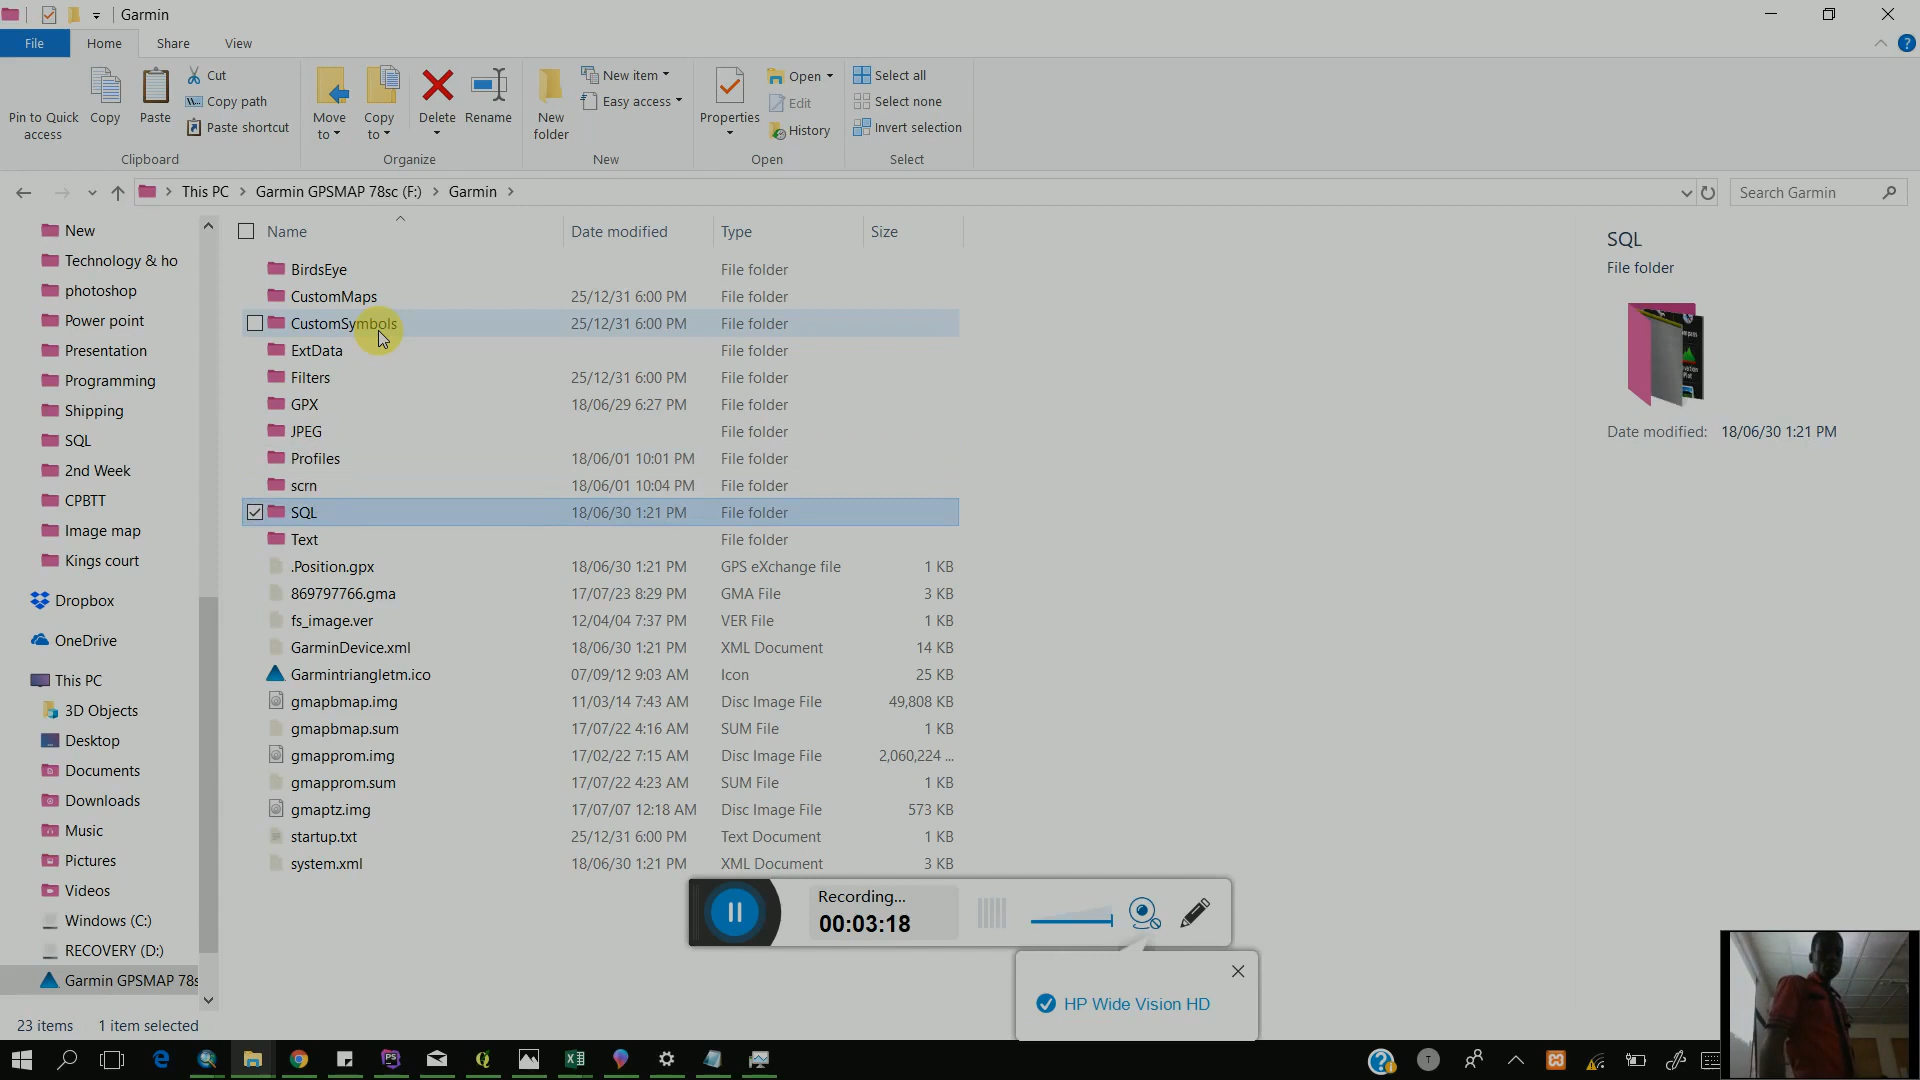 Garmin
File Home Share View
Pin to Quick access
Copy
Paste
Cut
Copy path
Paste shortcut
Clipboard
Move to
Copy to
Delete
Rename
Organize
New folder
New item
Easy access
New
Properties
Open
Edit
History
Open
Select all
Select none
Invert selection
Select
This PC > Garmin GPSMAP 78sc (F:) > Garmin >
Search Garmin
New
Technology & ho
photoshop
Power point
Presentation
Programming
Shipping
SQL
2nd Week
CPBTT
Image map
Kings court
Dropbox
OneDrive
This PC
3D Objects
Desktop
Documents
Downloads
Music
Pictures
Videos
Windows (C:)
RECOVERY (D:)
Garmin GPSMAP 78s
Name Date modified Type Size
BirdsEye File folder
CustomMaps 25/12/31 6:00 PM File folder
CustomSymbols 25/12/31 6:00 PM File folder
ExtData File folder
Filters 25/12/31 6:00 PM File folder
GPX 18/06/29 6:27 PM File folder
JPEG File folder
Profiles 18/06/01 10:01 PM File folder
scrn 18/06/01 10:04 PM File folder
SQL 18/06/30 1:21 PM File folder
Text File folder
.Position.gpx 18/06/30 1:21 PM GPS eXchange file 1 KB
869797766.gma 17/07/23 8:29 PM GMA File 3 KB
fs_image.ver 12/04/04 7:37 PM VER File 1 KB
GarminDevice.xml 18/06/30 1:21 PM XML Document 14 KB
Garmintriangletm.ico 07/09/12 9:03 AM Icon 25 KB
gmapbmap.img 11/03/14 7:43 AM Disc Image File 49,808 KB
gmapbmap.sum 17/07/22 4:16 AM SUM File 1 KB
gmapprom.img 17/02/22 7:15 AM Disc Image File 2,060,224 ...
gmapprom.sum 17/07/22 4:23 AM SUM File 1 KB
gmaptz.img 17/07/07 12:18 AM Disc Image File 573 KB
startup.txt 25/12/31 6:00 PM Text Document 1 KB
system.xml 18/06/30 1:21 PM XML Document 3 KB
SQL
File folder
Date modified: 18/06/30 1:21 PM
Recording...
00:03:18
HP Wide Vision HD
23 items 1 item selected